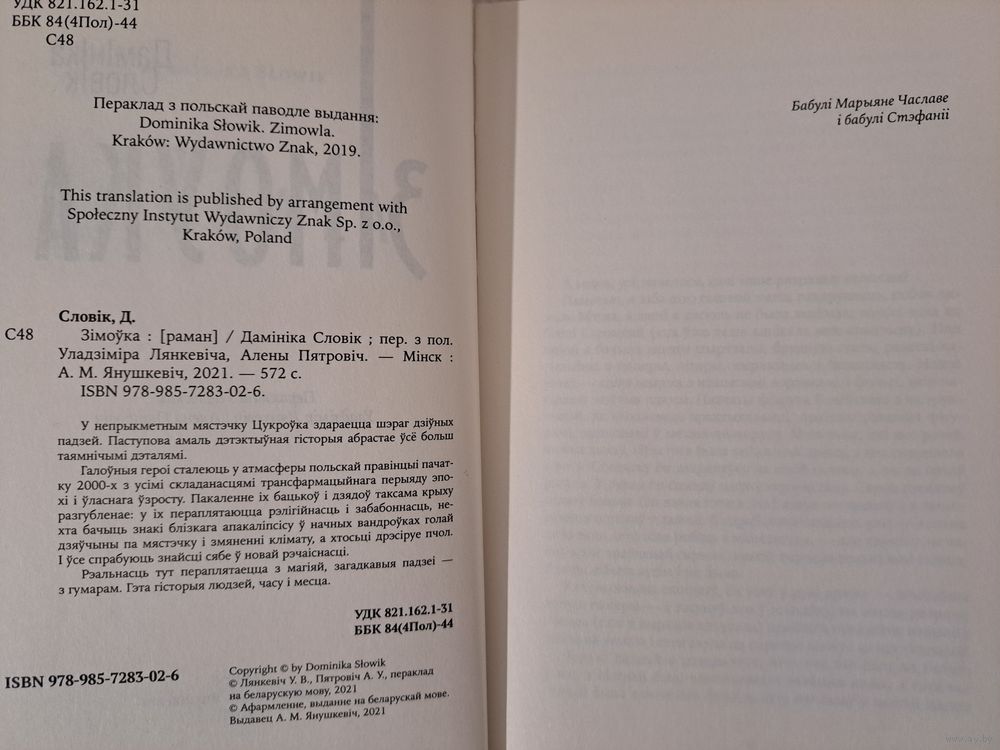 УДК 821.162.1-31
ББК 84(4Пол)-44
С48
Пераклад з польскай паводле выдання:
Dominika Słowik. Zimowla.
Kraków: Wydawnictwo Znak, 2019.
This translation is published by arrangement with
Społeczny Instytut Wydawniczy Znak Sp. z o.o.,
Kraków, Poland
Словік, Д.
С48 Зімоўка : [раман] / Дамініка Словік ; пер. з пол.
Уладзіміра Лянкевіча, Алены Пятровіч. — Мінск :
А. М. Янушкевіч, 2021. — 572 с.
ISBN 978-985-7283-02-6.
У непрыкметным мястэчку Цукроўка здараецца шэраг дзіўных
падзей. Паступова амаль дэтэктыўная гісторыя абрастае ўсё больш
таямнічымі дэталямі.
Галоўныя героі сталеюць у атмасферы польскай правінцыі пачат-
ку 2000-х з усімі складанасцямі трансфармацыйнага перыяду эпо-
хі і ўласнага ўзросту. Пакаленне іх бацькоў і дзядоў таксама крыху
разгубленае: у іх пераплятаюцца рэлігійнасць і забабоннасць, не-
хта бачыць знакі блізкага апакаліпсісу ў начных вандроўках голай
дзяўчыны па мястэчку і змяненні клімату, а хтосьці дрэсіруе пчол.
І ўсе спрабуюць знайсці сябе ў новай рэчаіснасці.
Рэальнасць тут пераплятаецца з магіяй, загадкавыя падзеі —
з гумарам. Гэта гісторыя людзей, часу і месца.
УДК 821.162.1-31
ББК 84(4Пол)-44
ISBN 978-985-7283-02-6
Copyright © by Dominika Słowik
© Лянкевіч У. В., Пятровіч А. У., пераклад
на беларускую мову, 2021
© Афармленне, выданне на беларускай мове.
Выдавец А. М. Янушкевіч, 2021
Бабулі Марыяне Чаславе
і бабулі Стэфаніі
www.av.by